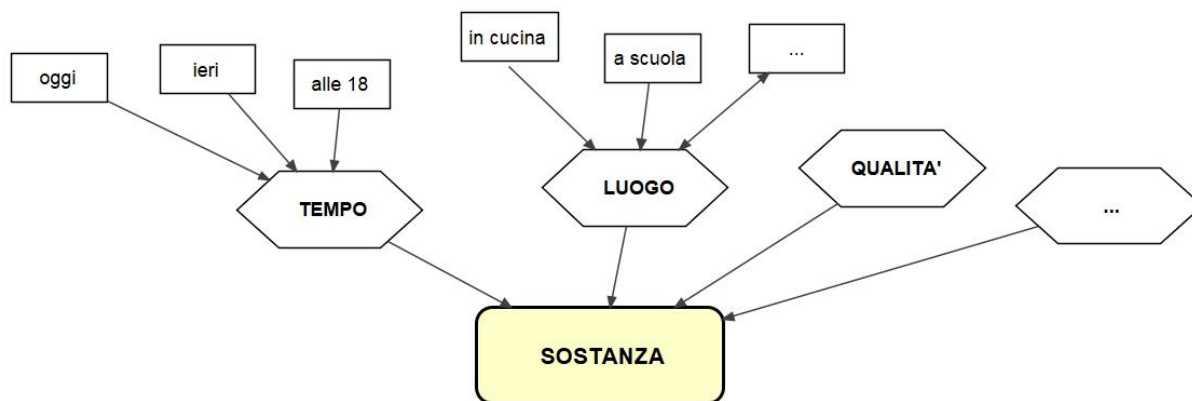 oggi
ieri
alle 18
in cucina
a scuola
...
TEMPO
LUOGO
QUALITA'
...
SOSTANZA